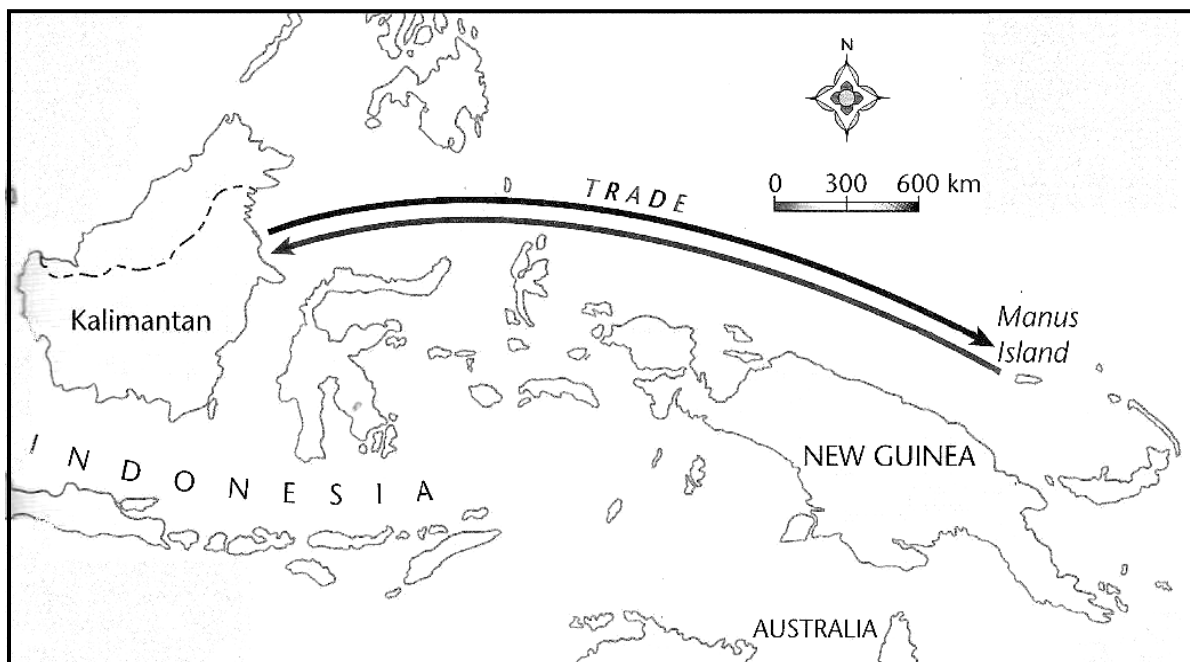 N
TRADE
0 300 600 km
Manus
Island
Kalimantan
INDONESIA
NEW GUINEA
AUSTRALIA